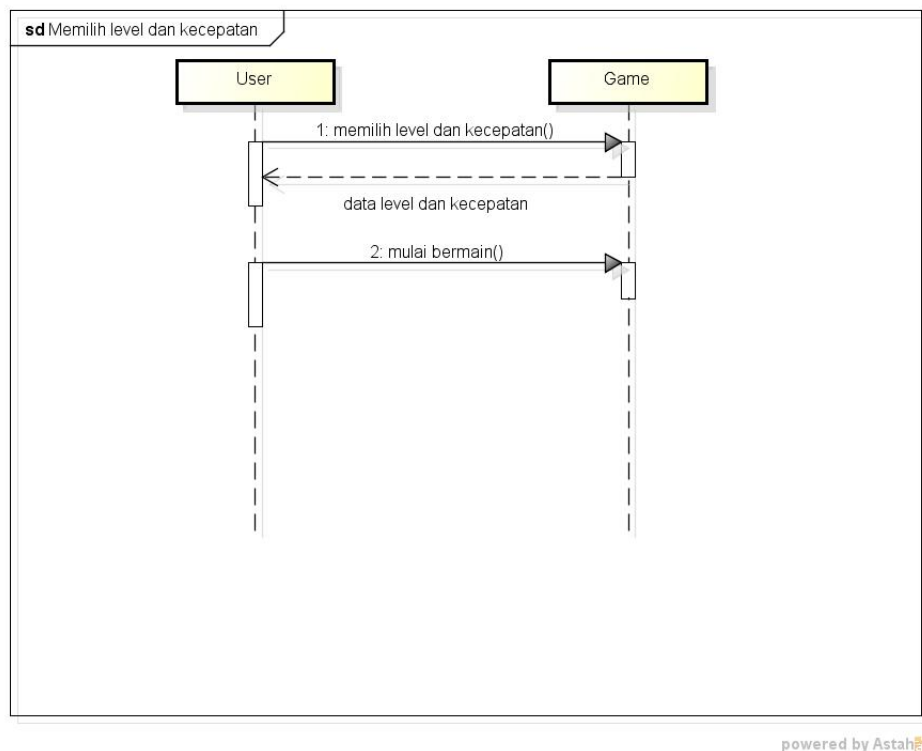 sd Memilih level dan kecepatan
User
Game
1: memilih level dan kecepatan()
data level dan kecepatan
2: mulai bermain()
powered by Astah